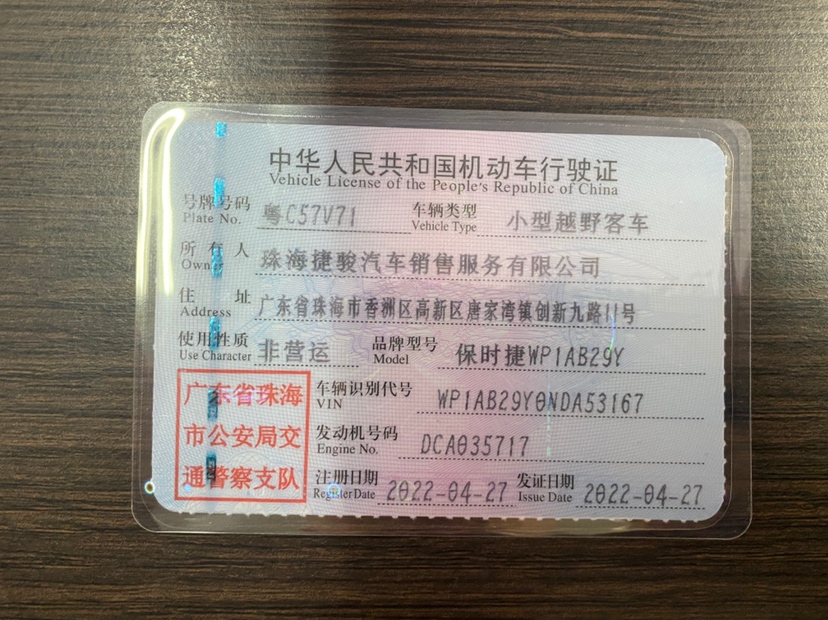 中华人民共和国机动车行驶证
Vehicle License of the People's Republic of China
号牌号码 粤C57V71 车辆类型 小型越野客车
Plate No. Vehicle Type
所有人 珠海捷骏汽车销售服务有限公司
Owner
住址 广东省珠海市香洲区高新区唐家湾镇创新九路11号
Address
使用性质 非营运 品牌型号 保时捷WP1AB29Y
Use Character Model
广东省珠海
市公安局交
通警察支队
车辆识别代号 WP1AB29Y0NDA53167
VIN
发动机号码 DCA035717
Engine No.
注册日期 2022-04-27 发证日期 2022-04-27
Register Date Issue Date